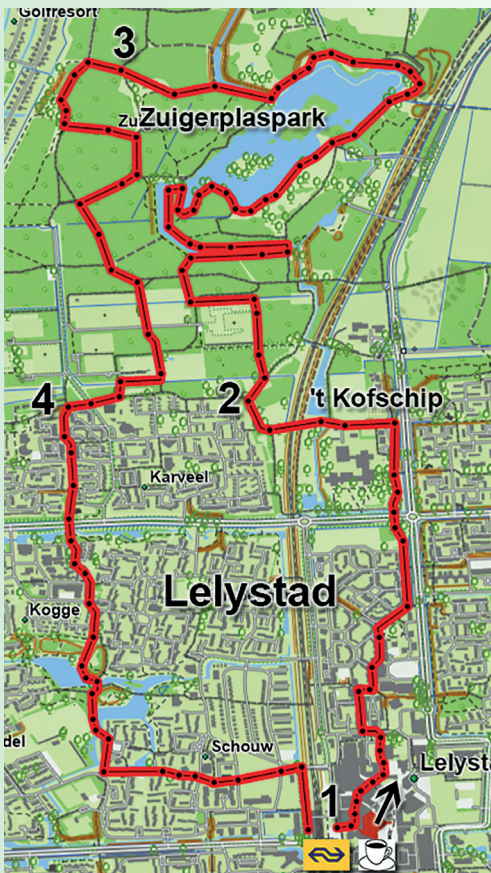 Golfresort
3
Zu
Zuigerplaspark
4
2
't Kofschip
Karveel
Lelystad
Kogge
del
Schouw
Lelysta
1